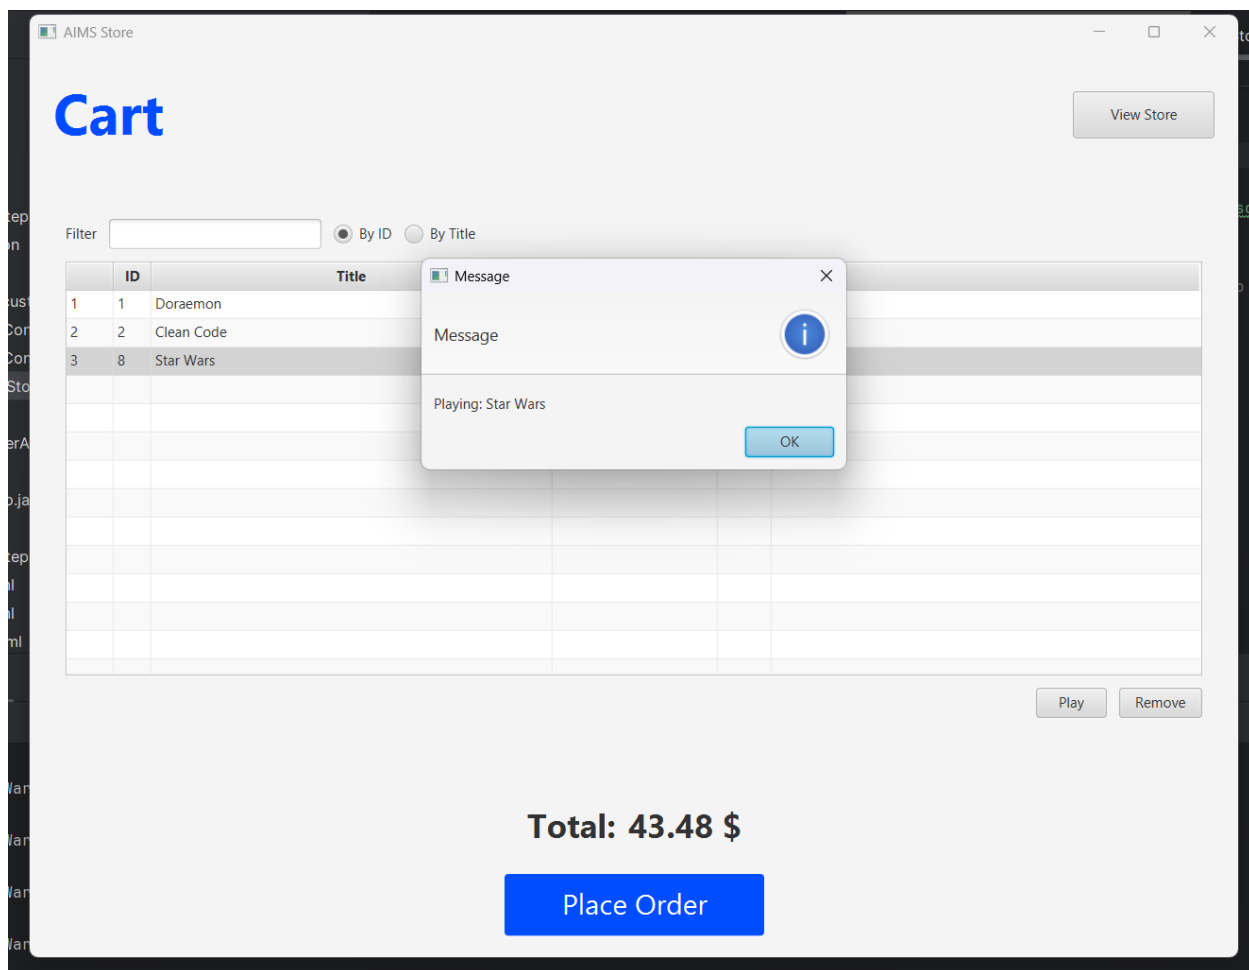 AIMS Store
Cart
View Store
Filter
By ID
By Title
ID Title
1 1 Doraemon
2 2 Clean Code
3 8 Star Wars
Message
Message
Playing: Star Wars
OK
Play
Remove
Total: 43.48 $
Place Order